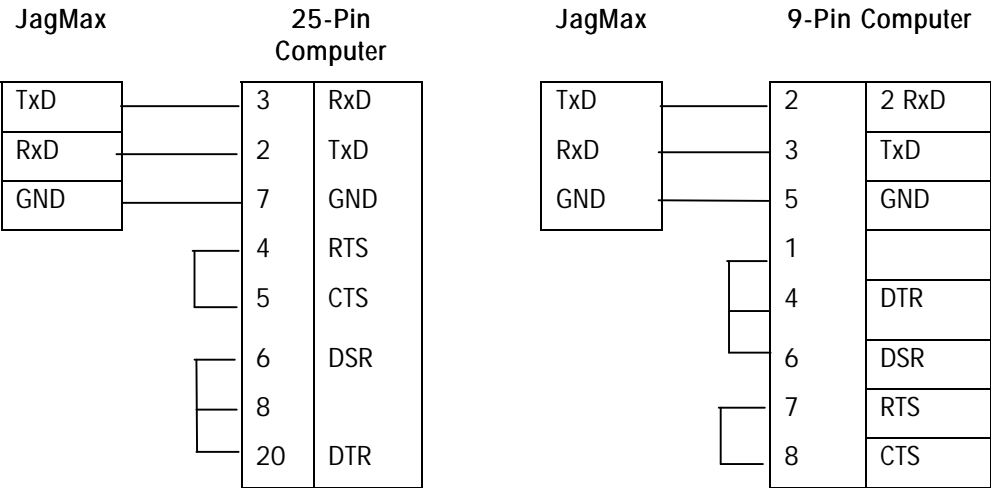 JagMax 25-Pin
Computer
TxD 3 RxD
RxD 2 TxD
GND 7 GND
4 RTS
5 CTS
6 DSR
8
20 DTR
JagMax 9-Pin Computer
TxD 2 2 RxD
RxD 3 TxD
GND 5 GND
1
4 DTR
6 DSR
7 RTS
8 CTS